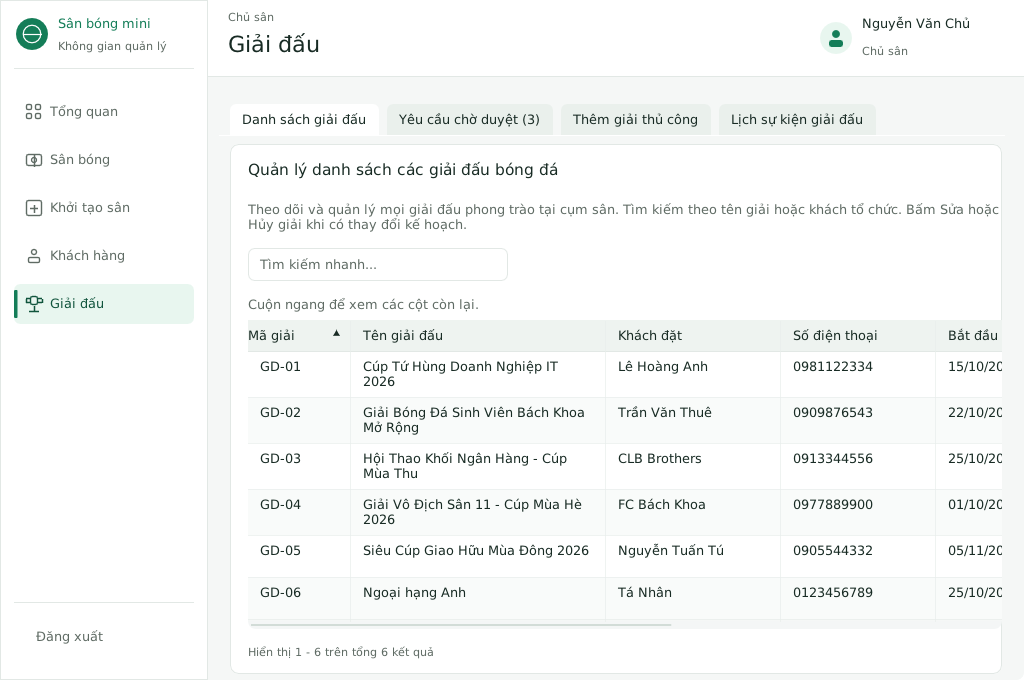 Sân bóng mini
Không gian quản lý
Tổng quan
Sân bóng
Khởi tạo sân
Khách hàng
Giải đấu
Đăng xuất
Chủ sân
Giải đấu
Nguyễn Văn Chủ
Chủ sân
Danh sách giải đấu
Yêu cầu chờ duyệt (3)
Thêm giải thủ công
Lịch sự kiện giải đấu
Quản lý danh sách các giải đấu bóng đá
Theo dõi và quản lý mọi giải đấu phong trào tại cụm sân. Tìm kiếm theo tên giải hoặc khách tổ chức. Bấm Sửa hoặc
Hủy giải khi có thay đổi kế hoạch.
Tìm kiếm nhanh...
Cuộn ngang để xem các cột còn lại.
Mã giải ▲ Tên giải đấu Khách đặt Số điện thoại Bắt đầu
GD-01 Cúp Tứ Hùng Doanh Nghiệp IT Lê Hoàng Anh 0981122334 15/10/20
2026
GD-02 Giải Bóng Đá Sinh Viên Bách Khoa Trần Văn Thuê 0909876543 22/10/20
Mở Rộng
GD-03 Hội Thao Khối Ngân Hàng - Cúp CLB Brothers 0913344556 25/10/20
Mùa Thu
GD-04 Giải Vô Địch Sân 11 - Cúp Mùa Hè FC Bách Khoa 0977889900 01/10/20
2026
GD-05 Siêu Cúp Giao Hữu Mùa Đông 2026 Nguyễn Tuấn Tú 0905544332 05/11/20
GD-06 Ngoại hạng Anh Tá Nhân 0123456789 25/10/20
Hiển thị 1 - 6 trên tổng 6 kết quả